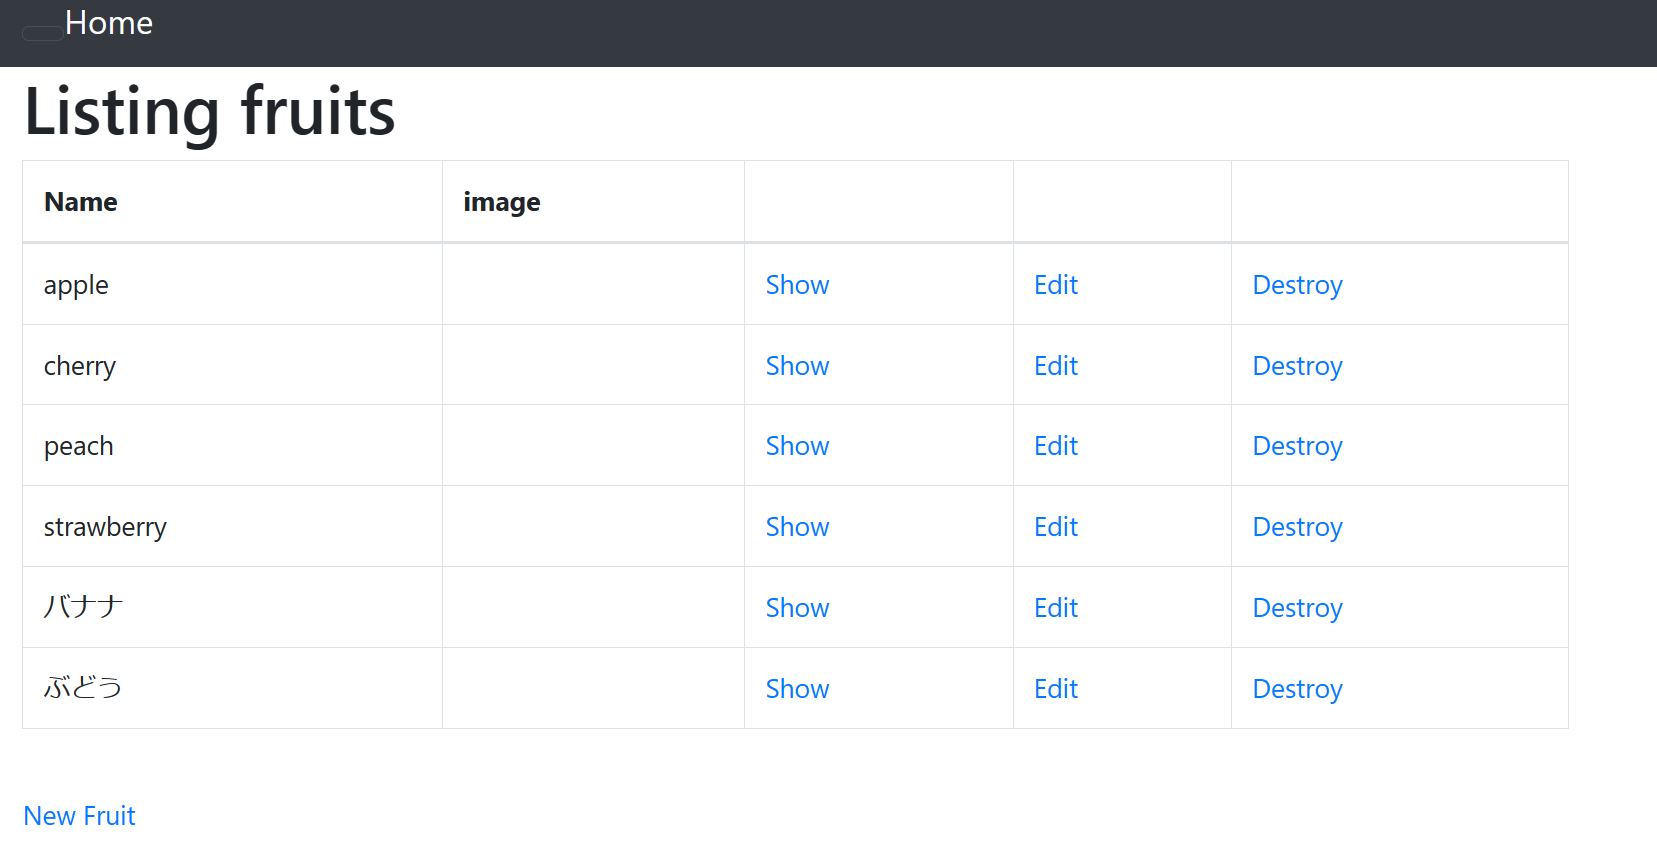 Home
Listing fruits
Name image
apple Show Edit Destroy
cherry Show Edit Destroy
peach Show Edit Destroy
strawberry Show Edit Destroy
バナナ Show Edit Destroy
ぶどう Show Edit Destroy
New Fruit